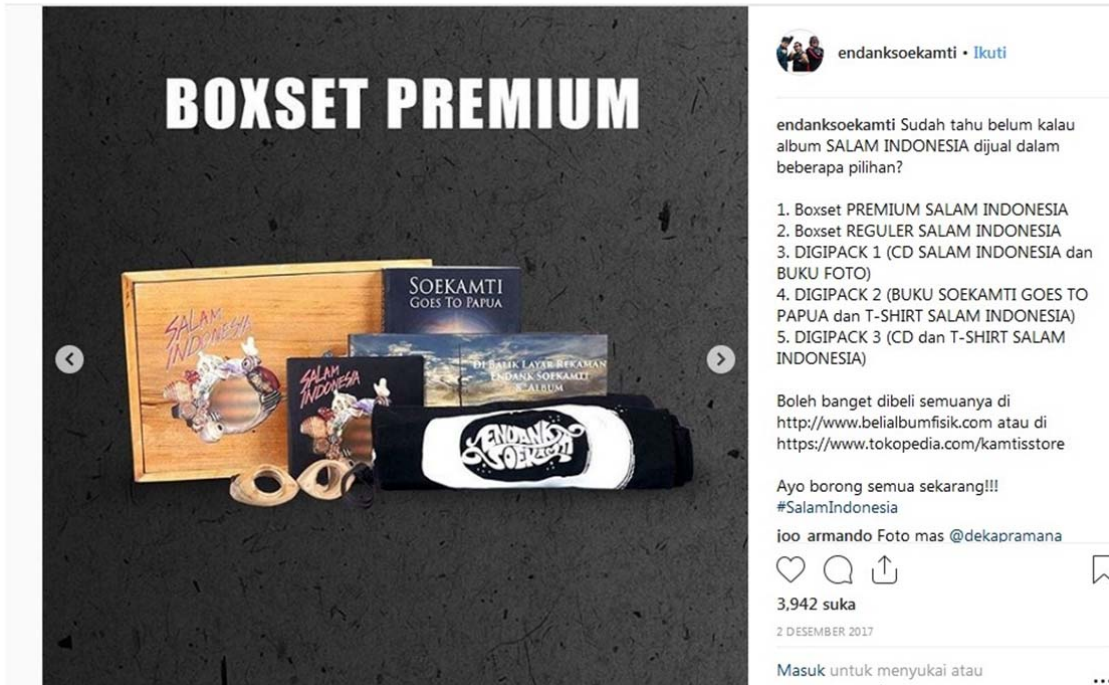 BOXSET PREMIUM
SALAM
INDONESIA
SOEKAMTI
GOES TO PAPUA
DI BALIK LAYAR REKAMAN
ENDANK SOEKAMTI
8th ALBUM
SALAM
INDONESIA
ENDANK
SOEKAMTI
endanksoekamti • Ikuti
endanksoekamti Sudah tahu belum kalau
album SALAM INDONESIA dijual dalam
beberapa pilihan?
1. Boxset PREMIUM SALAM INDONESIA
2. Boxset REGULER SALAM INDONESIA
3. DIGIPACK 1 (CD SALAM INDONESIA dan
BUKU FOTO)
4. DIGIPACK 2 (BUKU SOEKAMTI GOES TO
PAPUA dan T-SHIRT SALAM INDONESIA)
5. DIGIPACK 3 (CD dan T-SHIRT SALAM
INDONESIA)
Boleh banget dibeli semuanya di
http://www.belialbumfisik.com atau di
https://www.tokopedia.com/kamtisstore
Ayo borong semua sekarang!!!
#SalamIndonesia
joo_armando Foto mas @dekapramana
3,942 suka
2 DESEMBER 2017
Masuk untuk menyukai atau